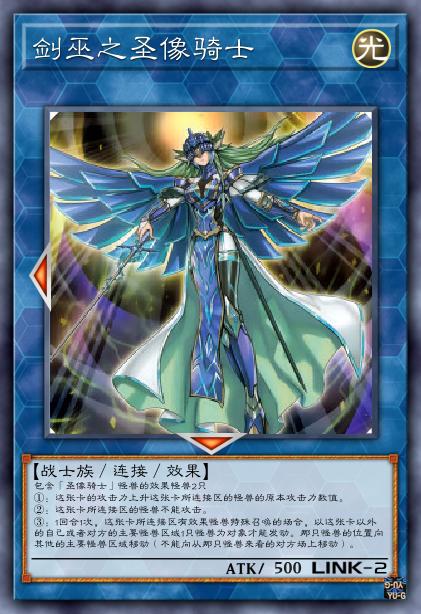 剑巫之圣像骑士
光
【战士族／连接／效果】
包含「圣像骑士」怪兽的效果怪兽2只
①：这张卡的攻击力上升这张卡所连接区的怪兽的原本攻击力数值。
②：这张卡所连接区的怪兽不能攻击。
③：1回合1次，这张卡所连接区有效果怪兽特殊召唤的场合，以这张卡以外
的自己或者对方的主要怪兽区域1只怪兽为对象才能发动。那只怪兽的位置向
其他的主要怪兽区域移动（不能向从那只怪兽来看的对方场上移动）。
ATK/ 500 LINK-2